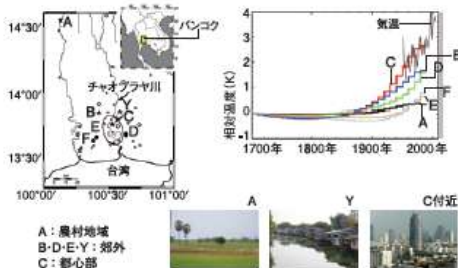 A
バンコク
チャオプラヤ川
Y
B
C
E
D
F
台湾
14°50′
14°00′
13°30′
100°00′
100°30′
101°00′
相対温度(K)
4
3
2
1
0
-1
気温
C
B
D
F
E
A
1700年
1800年
1900年
2000年
A:農村地域
B・D・E・Y:郊外
C:都心部
A
Y
C付近